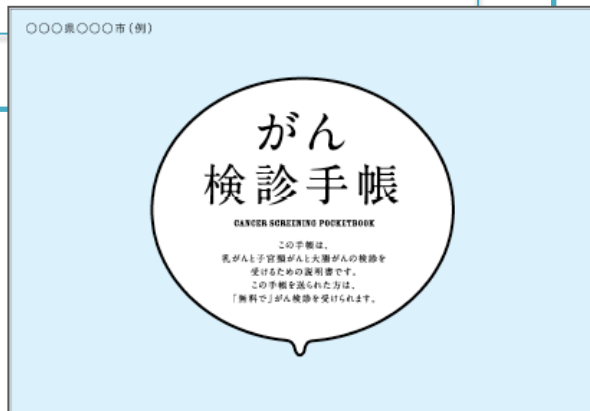 ○○○県○○○市(例)
がん
検診手帳
CANCER SCREENING POCKETBOOK
この手帳は、
乳がんと子宮頸がんと大腸がんの検診を
受けるための説明書です。
この手帳を送られた方は、
「無料で」がん検診を受けられます。